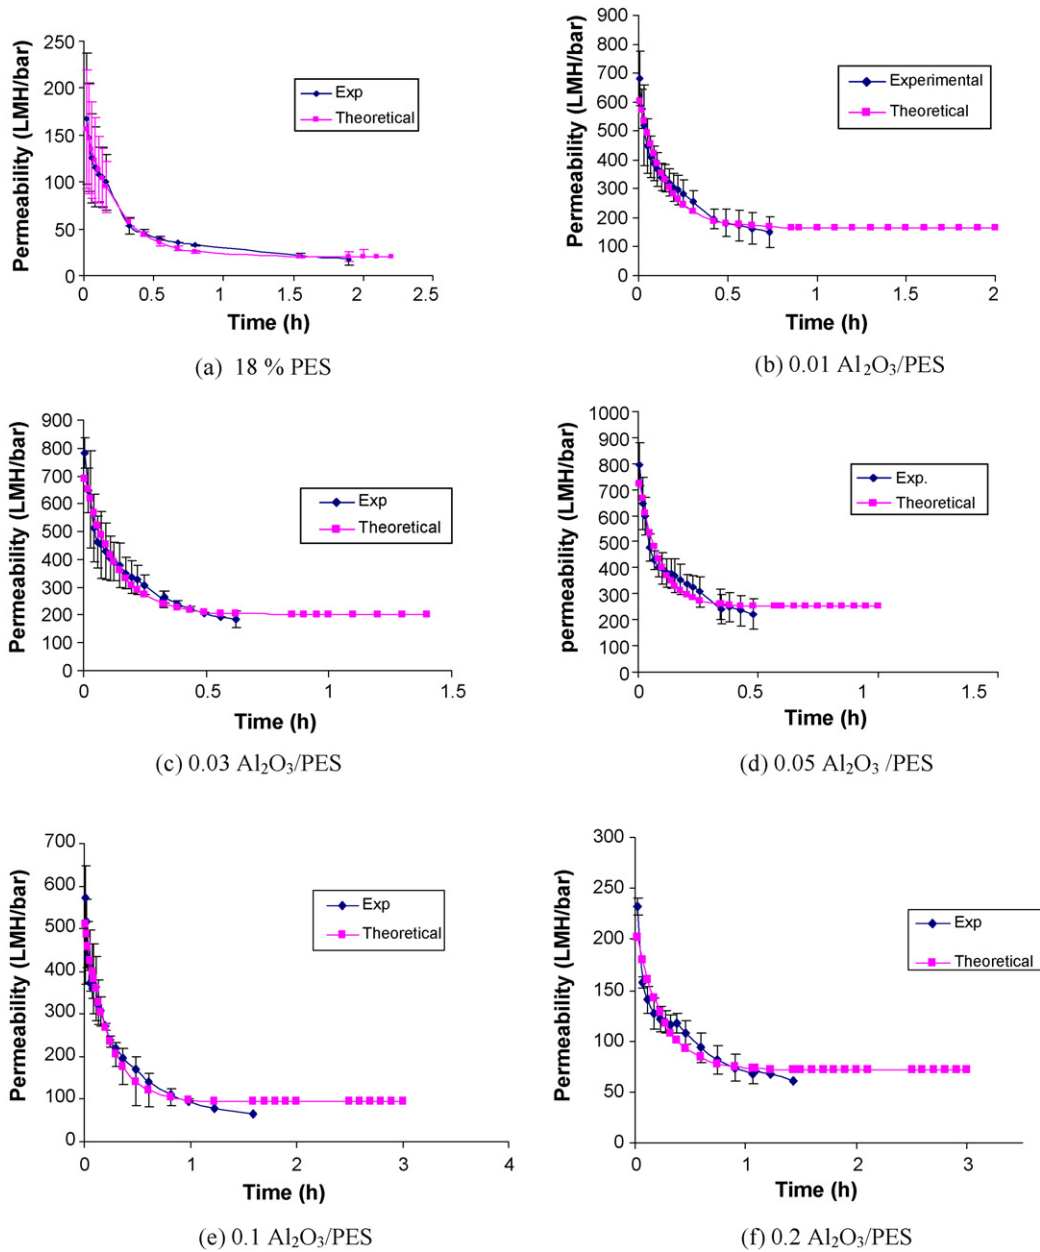 250
200
150
100
50
0
Permeability (LMH/bar)
0 0.5 1 1.5 2 2.5
Time (h)
Exp
Theoretical
(a) 18 % PES
900
800
700
600
500
400
300
200
100
0
Permeability (LMH/bar)
0 0.5 1 1.5 2
Time (h)
Experimental
Theoretical
(b) 0.01 Al₂O₃/PES
900
800
700
600
500
400
300
200
100
0
Permeability (LMH/bar)
0 0.5 1 1.5
Time (h)
Exp
Theoretical
(c) 0.03 Al₂O₃/PES
1000
900
800
700
600
500
400
300
200
100
0
permeability (LMH/bar)
0 0.5 1 1.5
Time (h)
Exp.
Theoretical
(d) 0.05 Al₂O₃ /PES
700
600
500
400
300
200
100
0
Permeability (LMH/bar)
0 1 2 3 4
Time (h)
Exp
Theoretical
(e) 0.1 Al₂O₃/PES
300
250
200
150
100
50
0
Permeability (LMH/bar)
0 1 2 3
Time (h)
Exp
Theoretical
(f) 0.2 Al₂O₃/PES